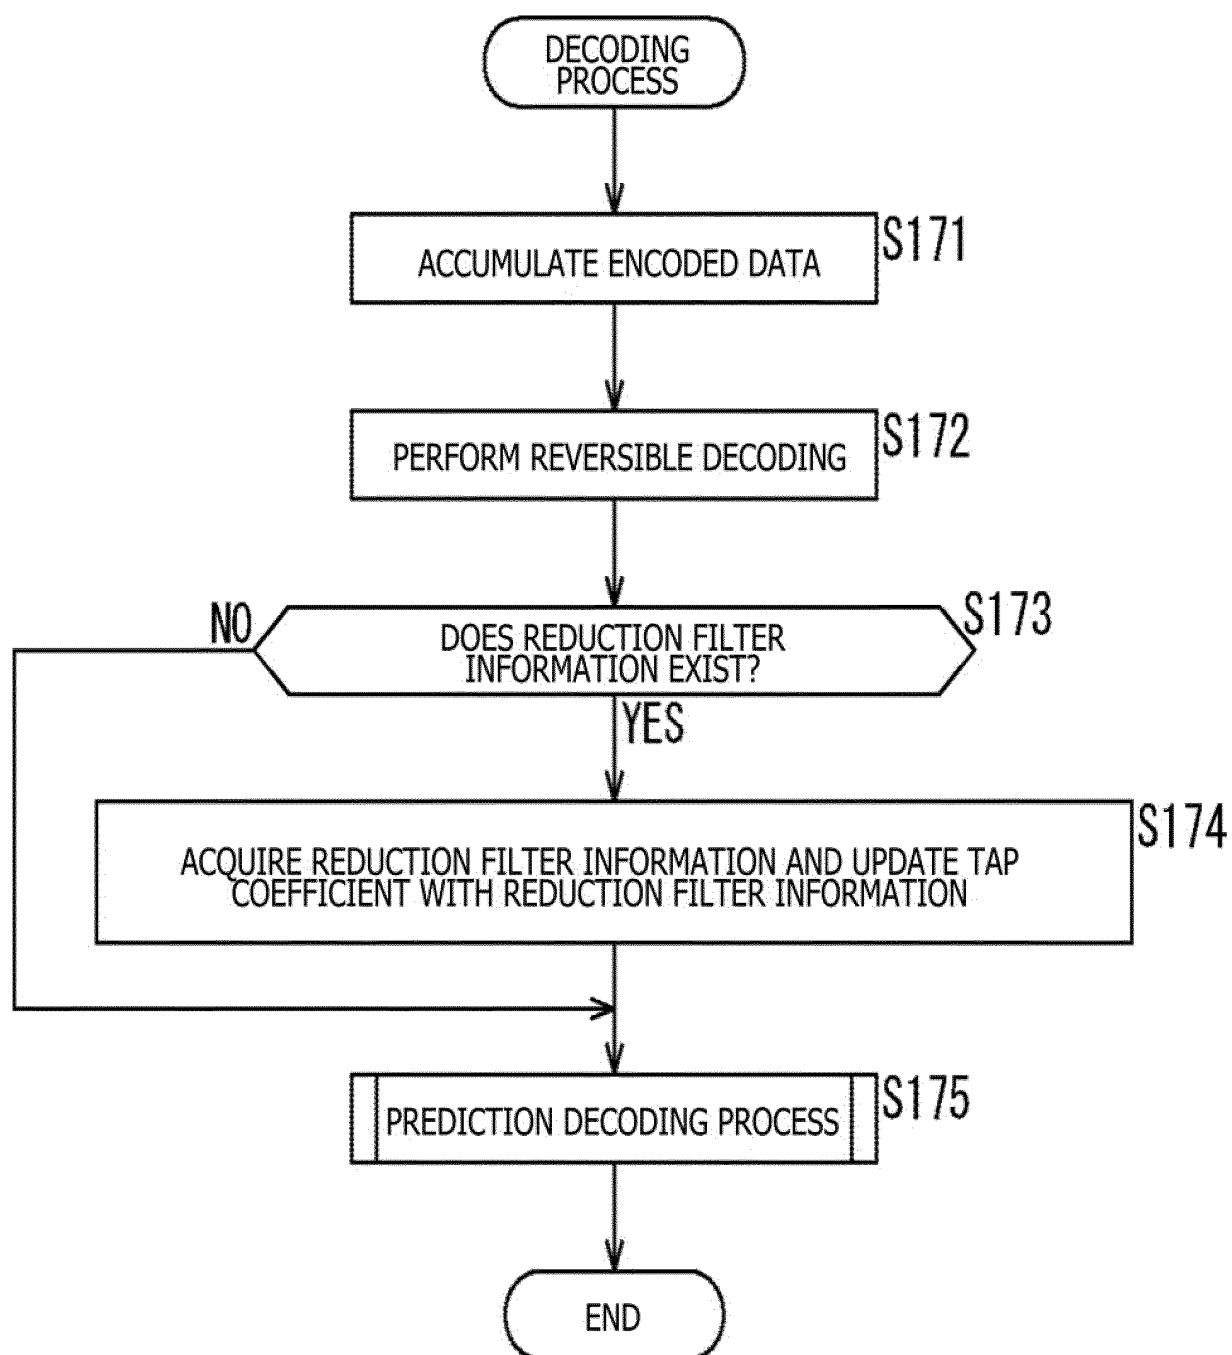 DECODING
PROCESS
ACCUMULATE ENCODED DATA
S171
PERFORM REVERSIBLE DECODING
S172
NO
DOES REDUCTION FILTER
INFORMATION EXIST?
S173
YES
ACQUIRE REDUCTION FILTER INFORMATION AND UPDATE TAP
COEFFICIENT WITH REDUCTION FILTER INFORMATION
S174
PREDICTION DECODING PROCESS
S175
END